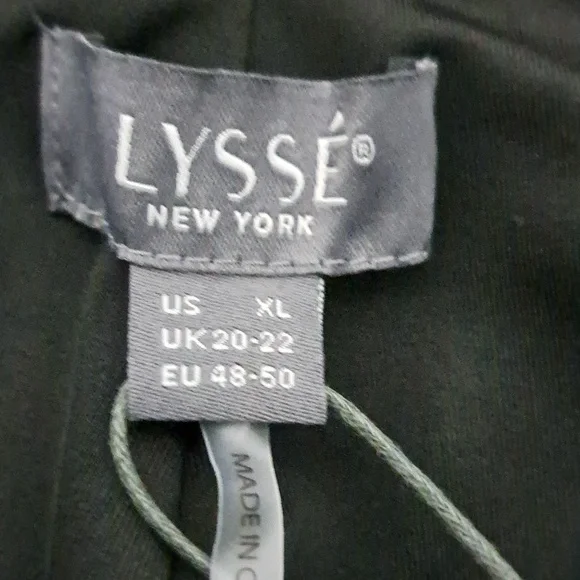 LYSSÉ®
NEW YORK
US XL
UK 20-22
EU 48-50
MADE IN